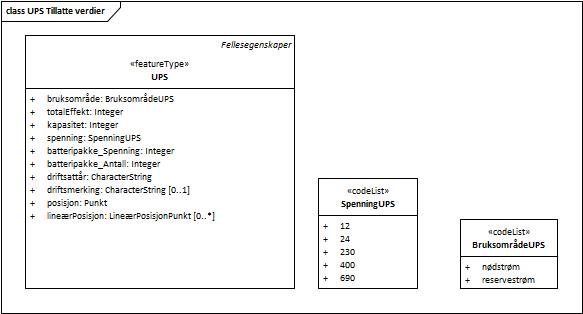 class UPS Tillatte verdier
Fellesegenskaper
«featureType»
UPS
+ bruksområde: BruksområdeUPS
+ totalEffekt: Integer
+ kapasitet: Integer
+ spenning: SpenningUPS
+ batteripakke_Spenning: Integer
+ batteripakke_Antall: Integer
+ driftsattår: CharacterString
+ driftsmerking: CharacterString [0..1]
+ posisjon: Punkt
+ lineærPosisjon: LineærPosisjonPunkt [0..*]
«codeList»
SpenningUPS
+ 12
+ 24
+ 230
+ 400
+ 690
«codeList»
BruksområdeUPS
+ nødstrøm
+ reservestrøm